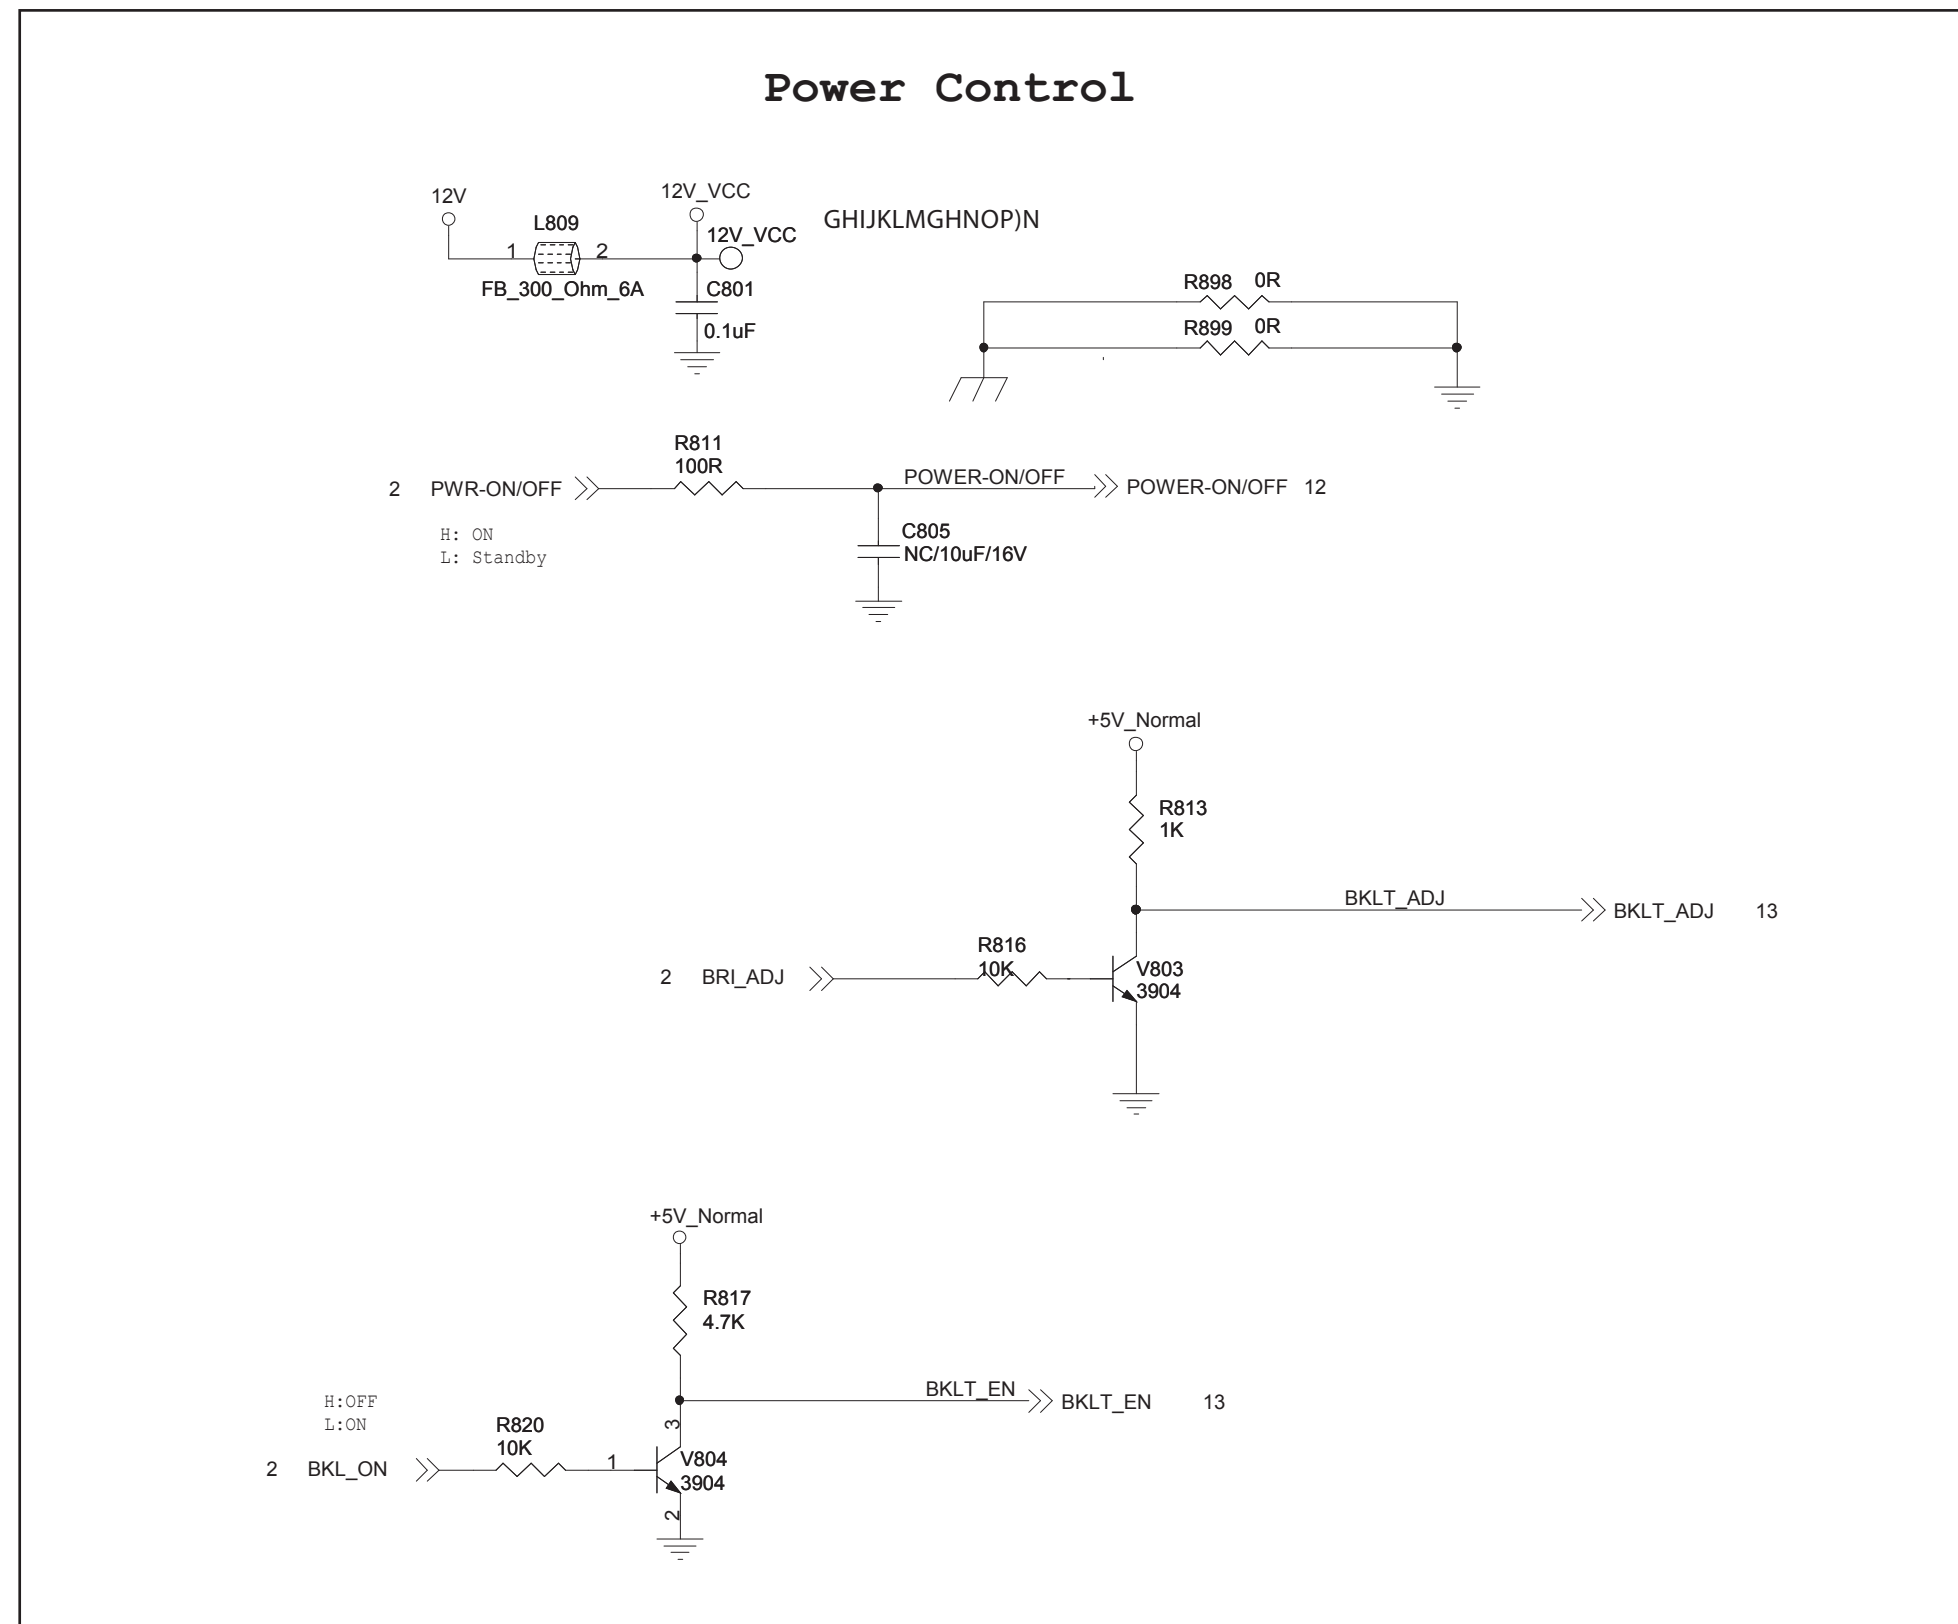 Power Control
12V
12V_VCC
L809
12V_VCC
GHIJKLMGHNOP)N
1
2
FB_300_Ohm_6A
C801
0.1uF
R898 0R
R899 0R
R811
100R
2 PWR-ON/OFF
POWER-ON/OFF
POWER-ON/OFF 12
H: ON
L: Standby
C805
NC/10uF/16V
+5V_Normal
R813
1K
BKLT_ADJ
BKLT_ADJ 13
R816
10K
2 BRI_ADJ
V803
3904
+5V_Normal
R817
4.7K
BKLT_EN
BKLT_EN 13
H:OFF
L:ON
R820
10K
2 BKL_ON
1
3
V804
3904
2